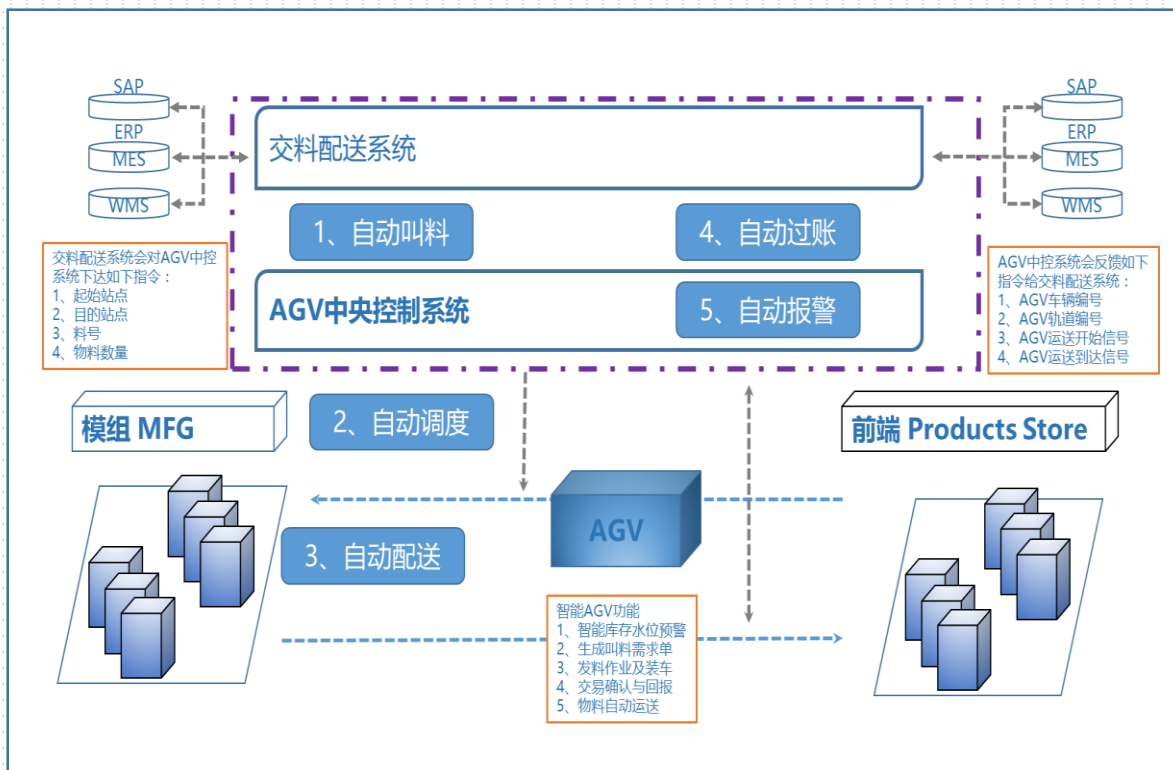 SAP
ERP
MES
WMS
交料配送系统
SAP
ERP
MES
WMS
1、自动叫料
4、自动过账
交料配送系统会对AGV中控
系统下达如下指令：
1、起始站点
2、目的站点
3、料号
4、物料数量
AGV中央控制系统
5、自动报警
AGV中控系统会反馈如下
指令给交料配送系统：
1、AGV车辆编号
2、AGV轨道编号
3、AGV运送开始信号
4、AGV运送到达信号
模组 MFG
2、自动调度
前端 Products Store
AGV
3、自动配送
智能AGV功能
1、智能库存水位预警
2、生成叫料需求单
3、发料作业及装车
4、交易确认与回报
5、物料自动运送